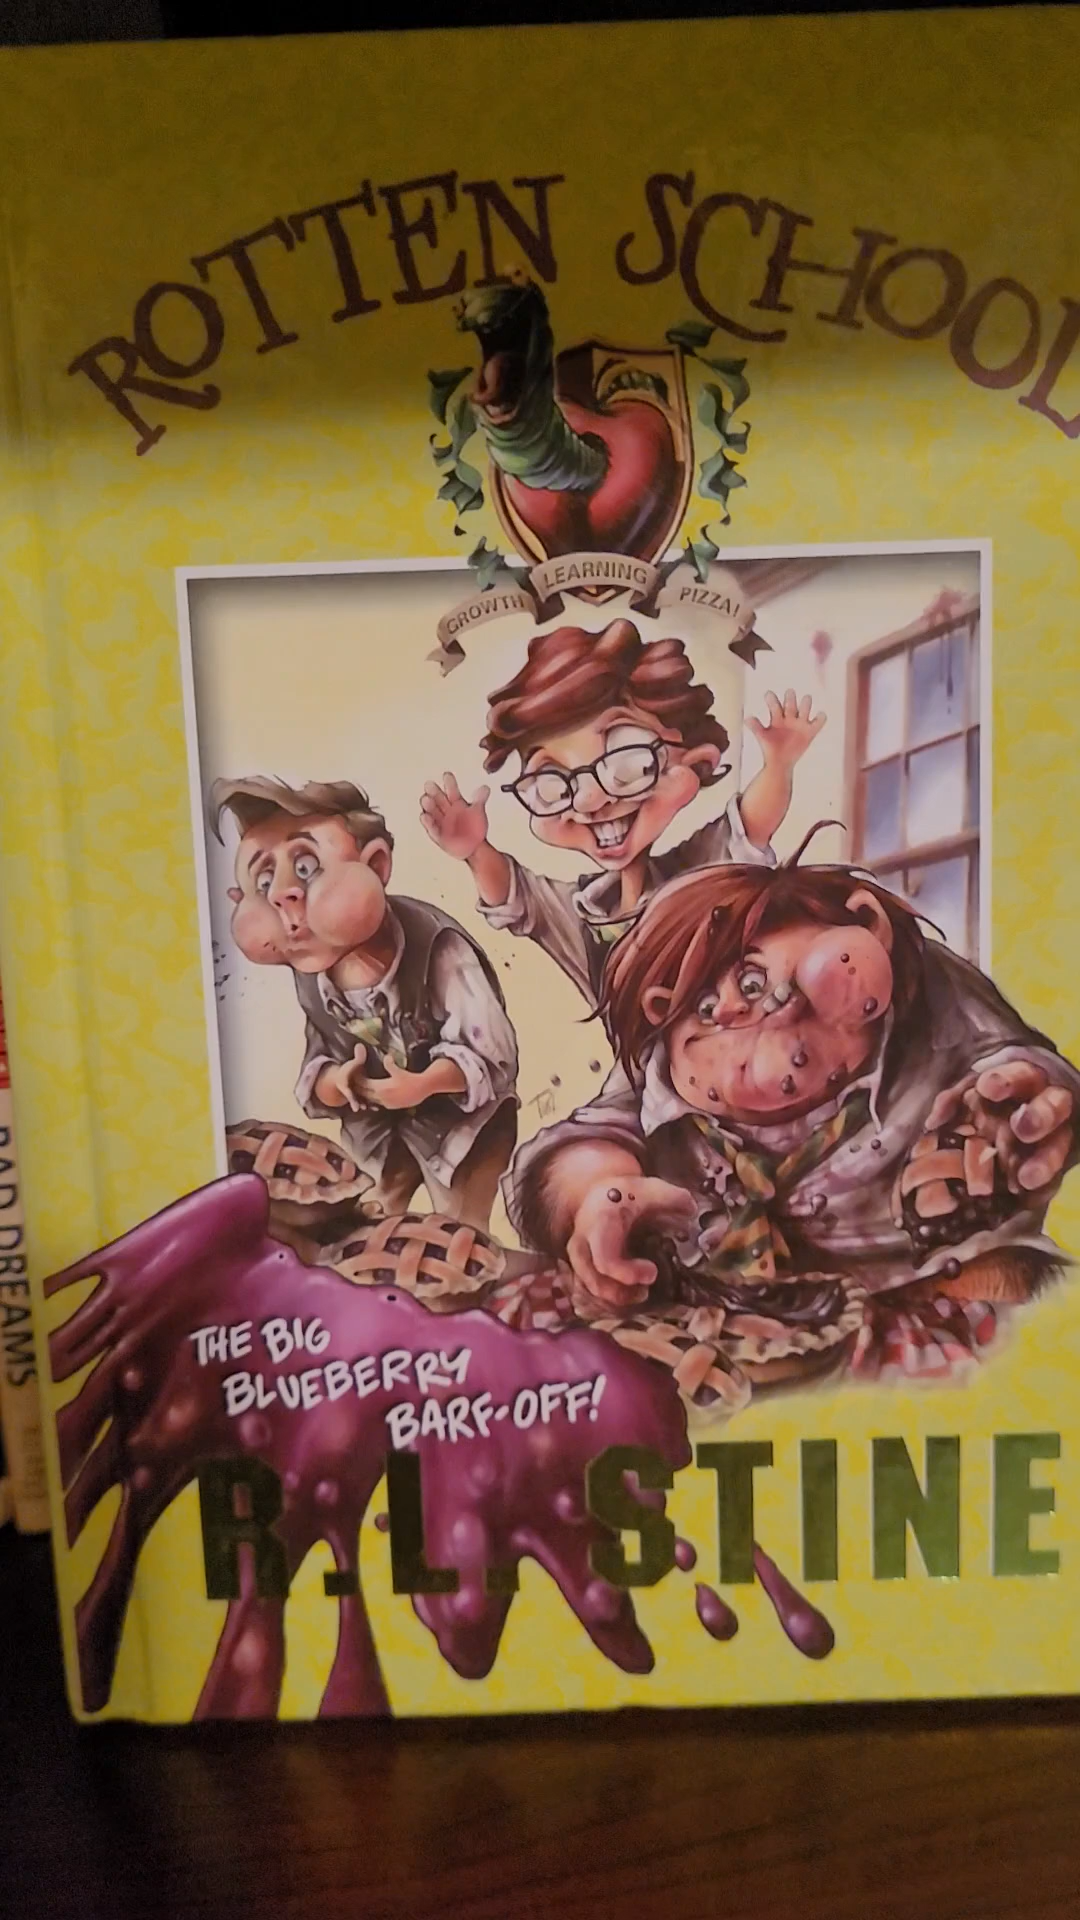 ROTTEN SCHOOL
GROWTH LEARNING PIZZA!
THE BIG
BLUEBERRY
BARF-OFF!
R.L. STINE
BAD DREAMS